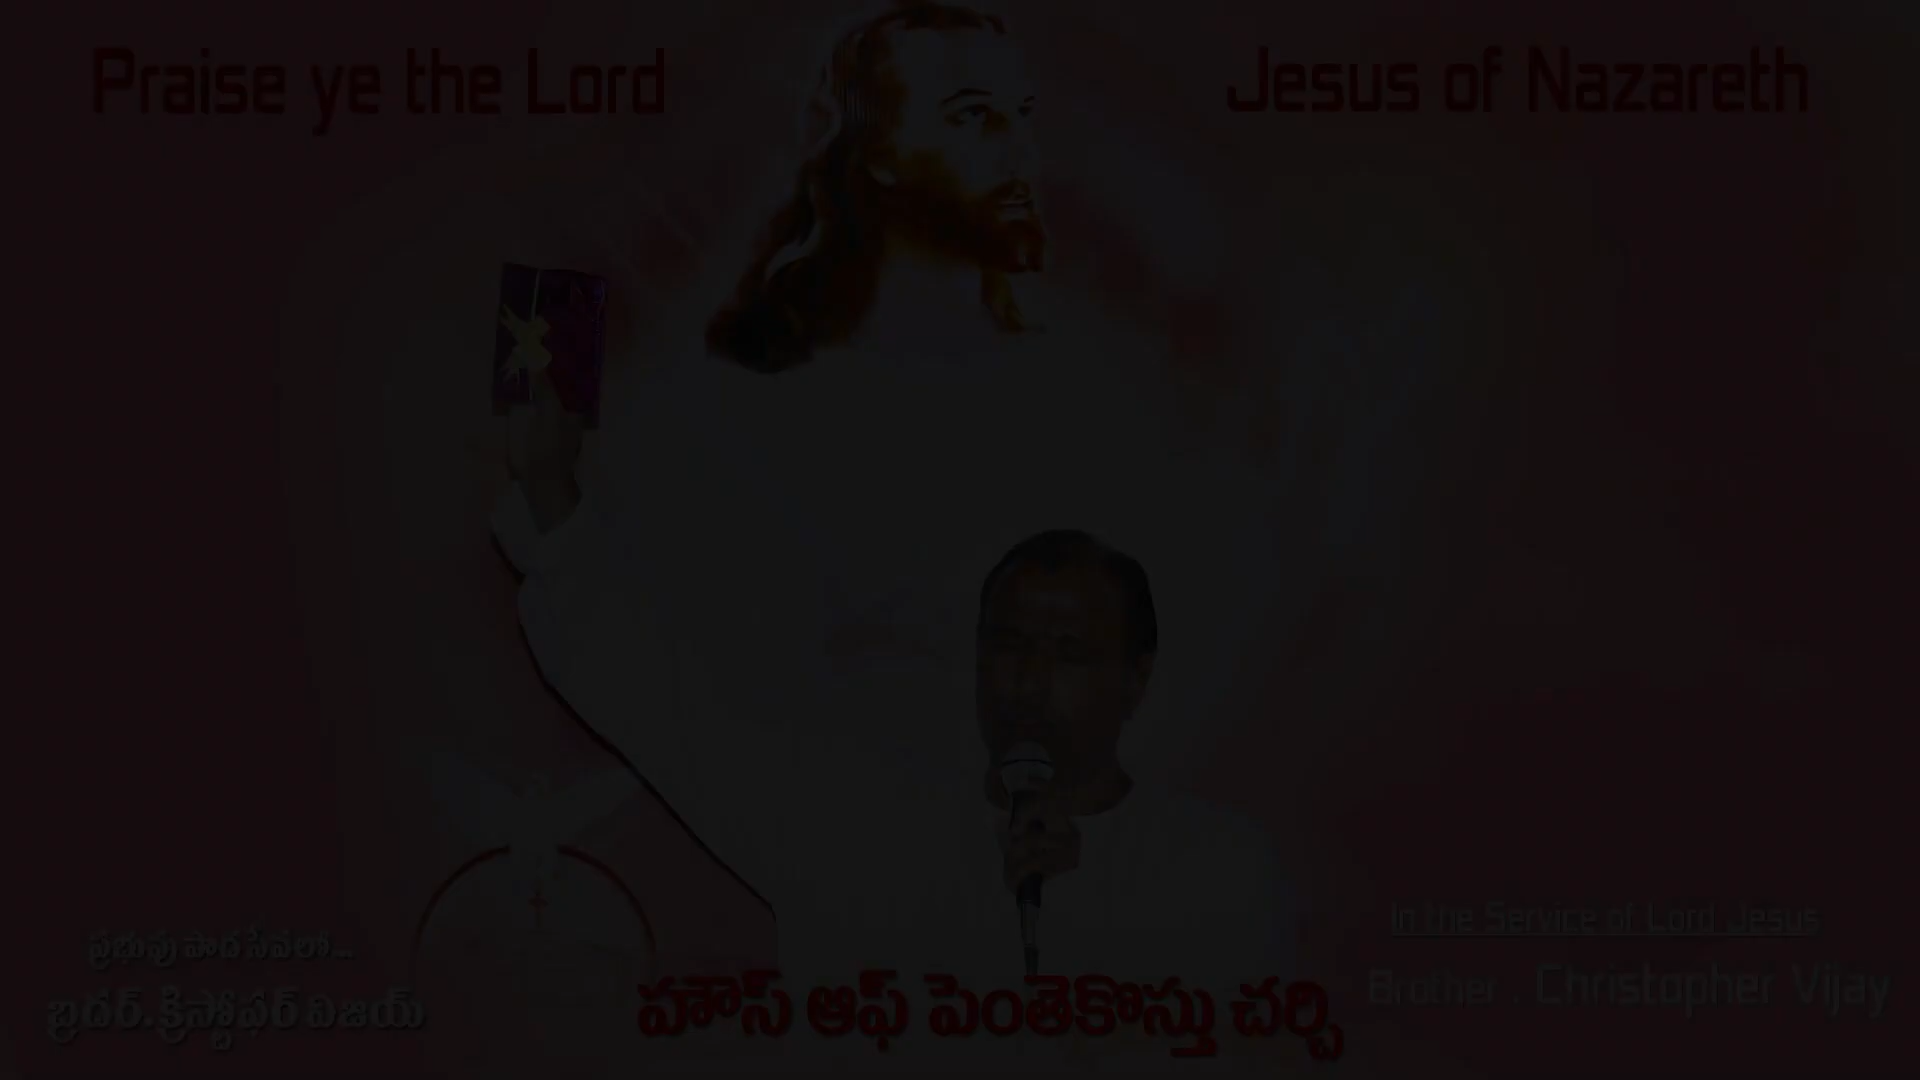 Praise ye the Lord
Jesus of Nazareth
ప్రభువు పాద సేవలో...
బ్రదర్.క్రిస్టోఫర్ విజయ్
హౌస్ ఆఫ్ పెంతెకొస్తు చర్చి
In the Service of Lord Jesus
Brother . Christopher Vijay